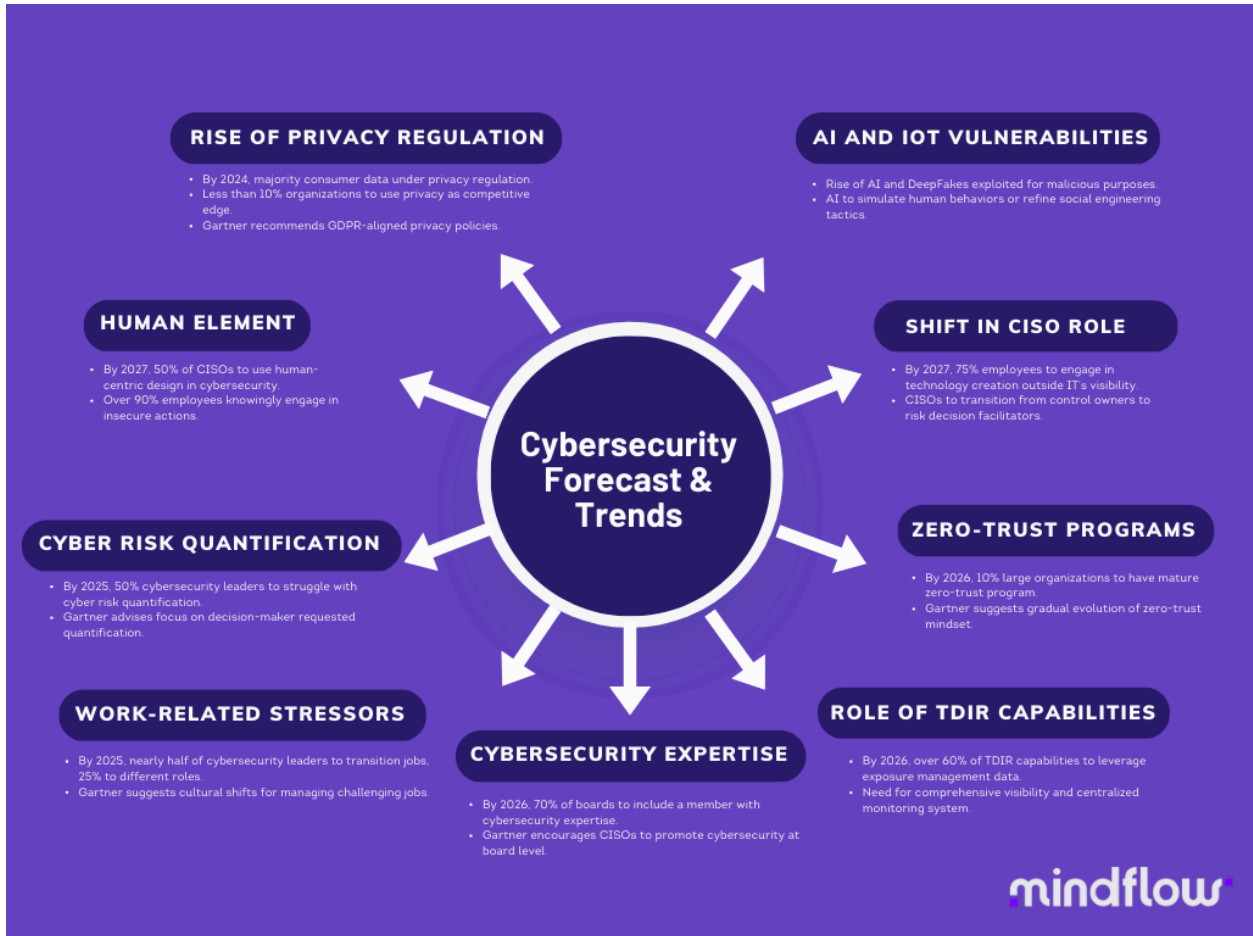 RISE OF PRIVACY REGULATION
• By 2024, majority consumer data under privacy regulation.
• Less than 10% organizations to use privacy as competitive
edge.
• Gartner recommends GDPR-aligned privacy policies.
AI AND IOT VULNERABILITIES
• Rise of AI and DeepFakes exploited for malicious purposes.
• AI to simulate human behaviors or refine social engineering
tactics.
HUMAN ELEMENT
• By 2027, 50% of CISOs to use human-
centric design in cybersecurity.
• Over 90% employees knowingly engage in
insecure actions.
SHIFT IN CISO ROLE
• By 2027, 75% employees to engage in
technology creation outside IT's visibility.
• CISOs to transition from control owners to
risk decision facilitators.
Cybersecurity
Forecast &
Trends
CYBER RISK QUANTIFICATION
• By 2025, 50% cybersecurity leaders to struggle with
cyber risk quantification.
• Gartner advises focus on decision-maker requested
quantification.
ZERO-TRUST PROGRAMS
• By 2026, 10% large organizations to have mature
zero-trust program.
• Gartner suggests gradual evolution of zero-trust
mindset.
WORK-RELATED STRESSORS
• By 2025, nearly half of cybersecurity leaders to transition jobs,
25% to different roles.
• Gartner suggests cultural shifts for managing challenging jobs.
CYBERSECURITY EXPERTISE
• By 2026, 70% of boards to include a member with
cybersecurity expertise.
• Gartner encourages CISOs to promote cybersecurity at
board level.
ROLE OF TDIR CAPABILITIES
• By 2026, over 60% of TDIR capabilities to leverage
exposure management data.
• Need for comprehensive visibility and centralized
monitoring system.
mindflow